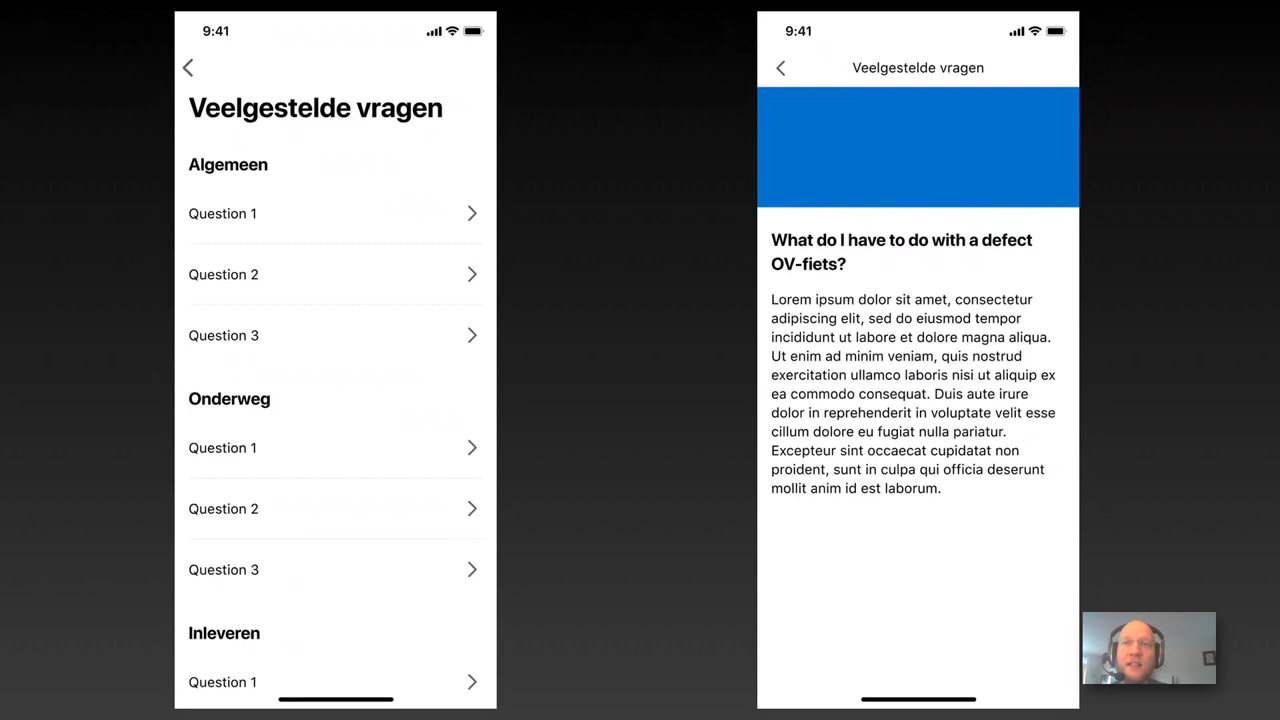 9:41
Veelgestelde vragen
Algemeen
Question 1
Question 2
Question 3
Onderweg
Question 1
Question 2
Question 3
Inleveren
Question 1
9:41
Veelgestelde vragen
What do I have to do with a defect
OV-fiets?
Lorem ipsum dolor sit amet, consectetur
adipiscing elit, sed do eiusmod tempor
incididunt ut labore et dolore magna aliqua.
Ut enim ad minim veniam, quis nostrud
exercitation ullamco laboris nisi ut aliquip ex
ea commodo consequat. Duis aute irure
dolor in reprehenderit in voluptate velit esse
cillum dolore eu fugiat nulla pariatur.
Excepteur sint occaecat cupidatat non
proident, sunt in culpa qui officia deserunt
mollit anim id est laborum.